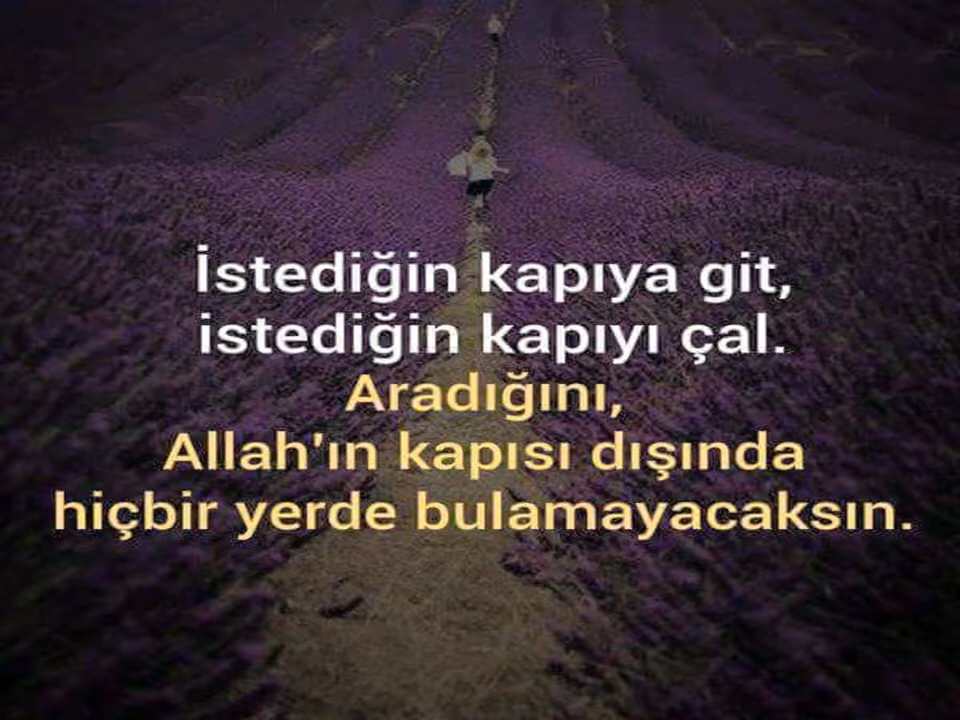 İstediğin kapıya git,
istediğin kapıyı çal.
Aradığını,
Allah'ın kapısı dışında
hiçbir yerde bulamayacaksın.